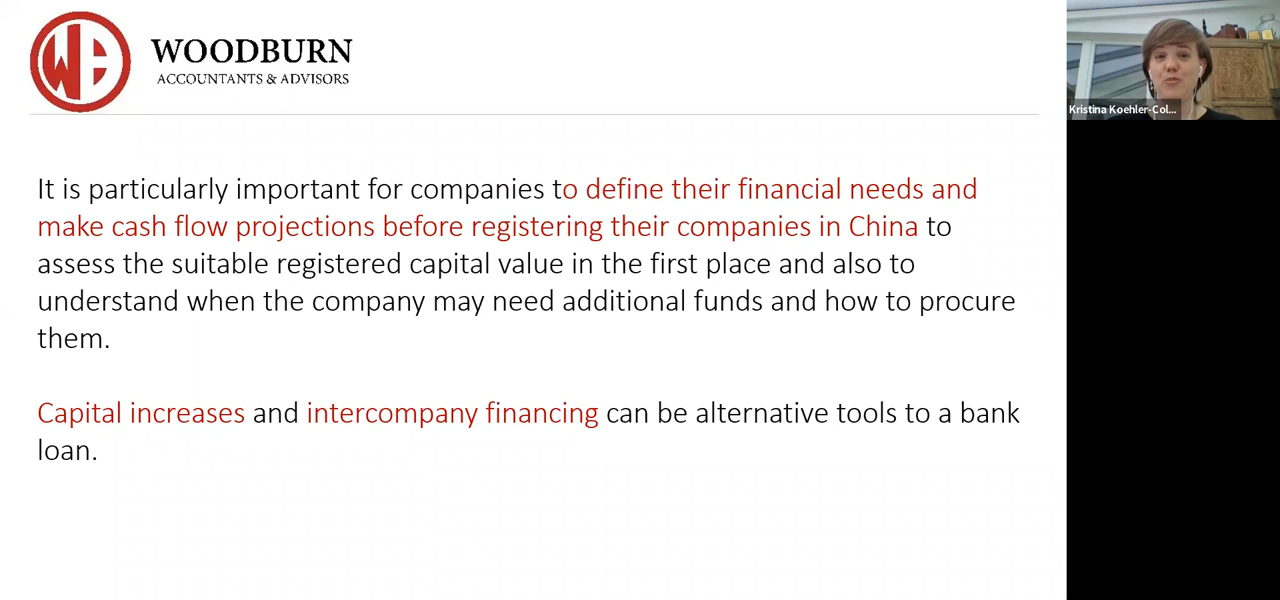 WOODBURN
ACCOUNTANTS & ADVISORS
Kristina Koehler-Col...
It is particularly important for companies to define their financial needs and
make cash flow projections before registering their companies in China to
assess the suitable registered capital value in the first place and also to
understand when the company may need additional funds and how to procure
them.
Capital increases and intercompany financing can be alternative tools to a bank
loan.